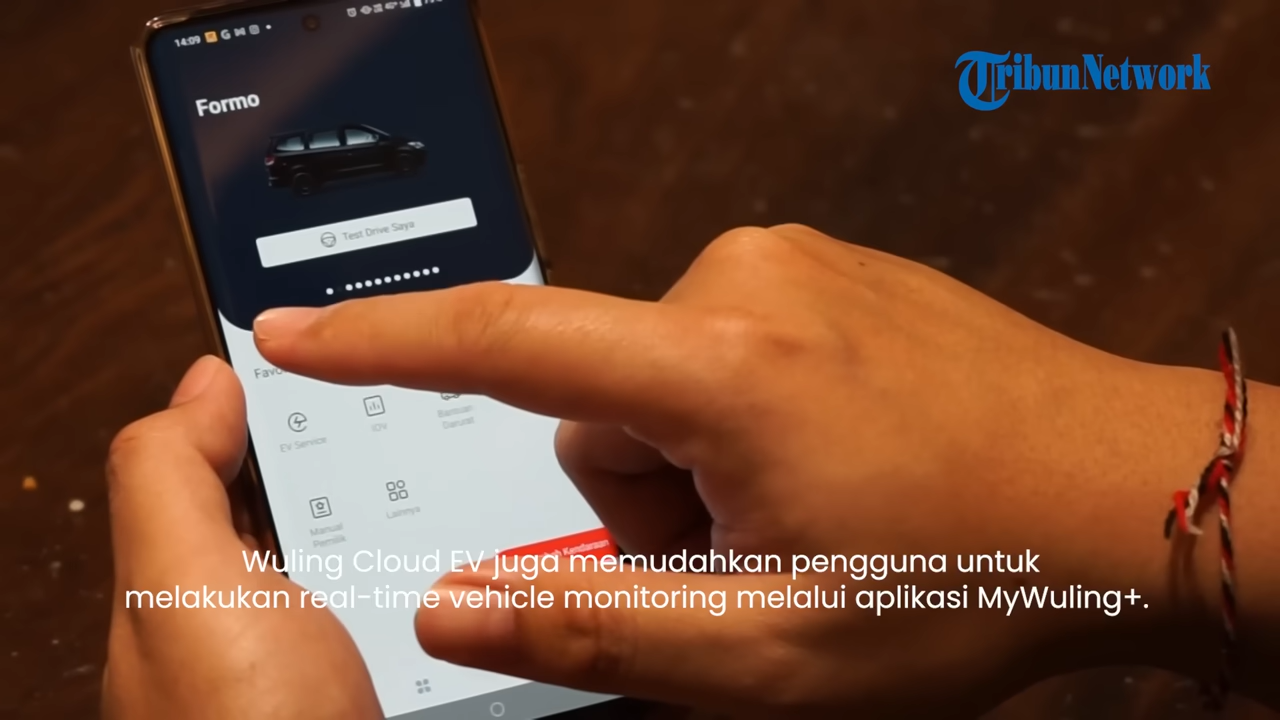 14:09
TribunNetwork
Formo
Test Drive Saya
EV Service
IOV
Bantuan
Darurat
Manual
Pemilik
Lainnya
Kendaraan
Wuling Cloud EV juga memudahkan pengguna untuk
melakukan real-time vehicle monitoring melalui aplikasi MyWuling+.